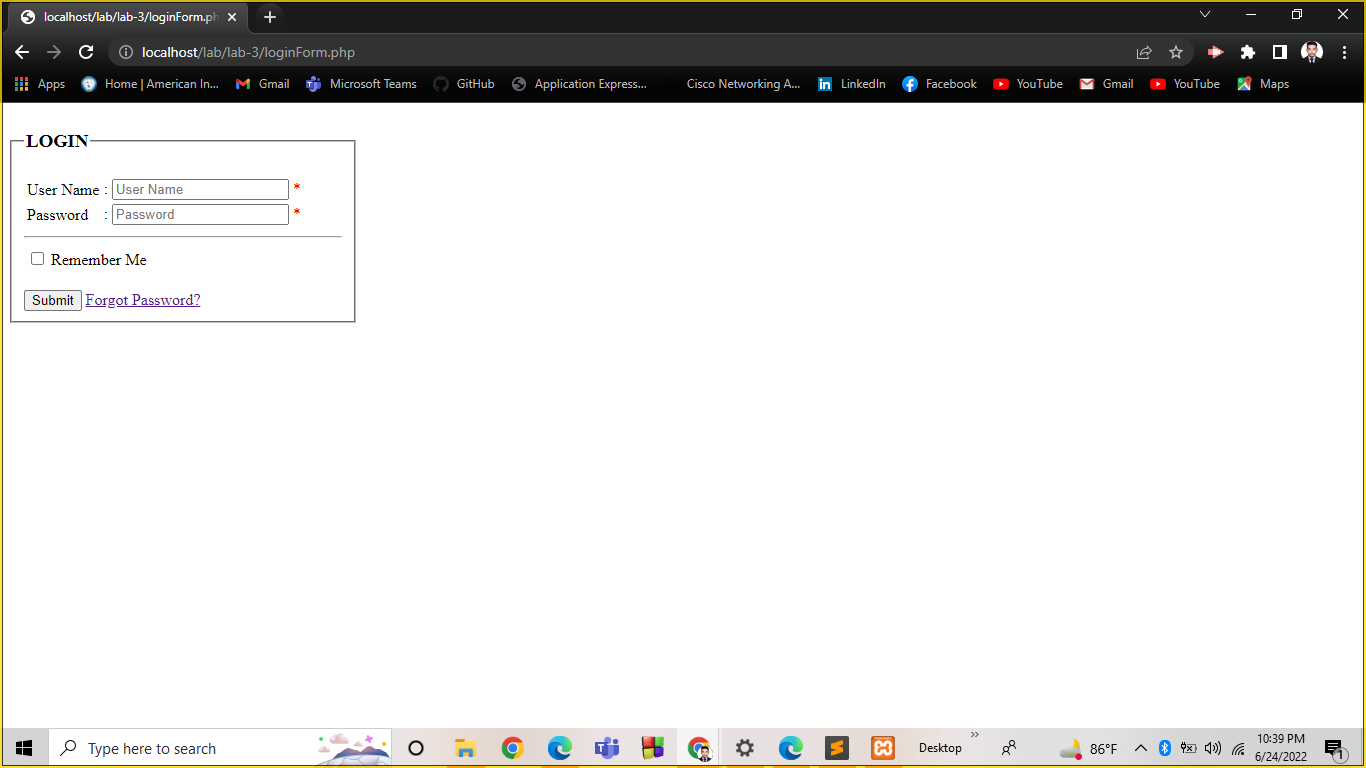 localhost/lab/lab-3/loginForm.ph
localhost/lab/lab-3/loginForm.php
Apps Home | American In... Gmail Microsoft Teams GitHub Application Express... Cisco Networking A... LinkedIn Facebook YouTube Gmail YouTube Maps
LOGIN
User Name : User Name *
Password : Password *
Remember Me
Submit Forgot Password?
Type here to search Desktop 86°F 10:39 PM
6/24/2022 1